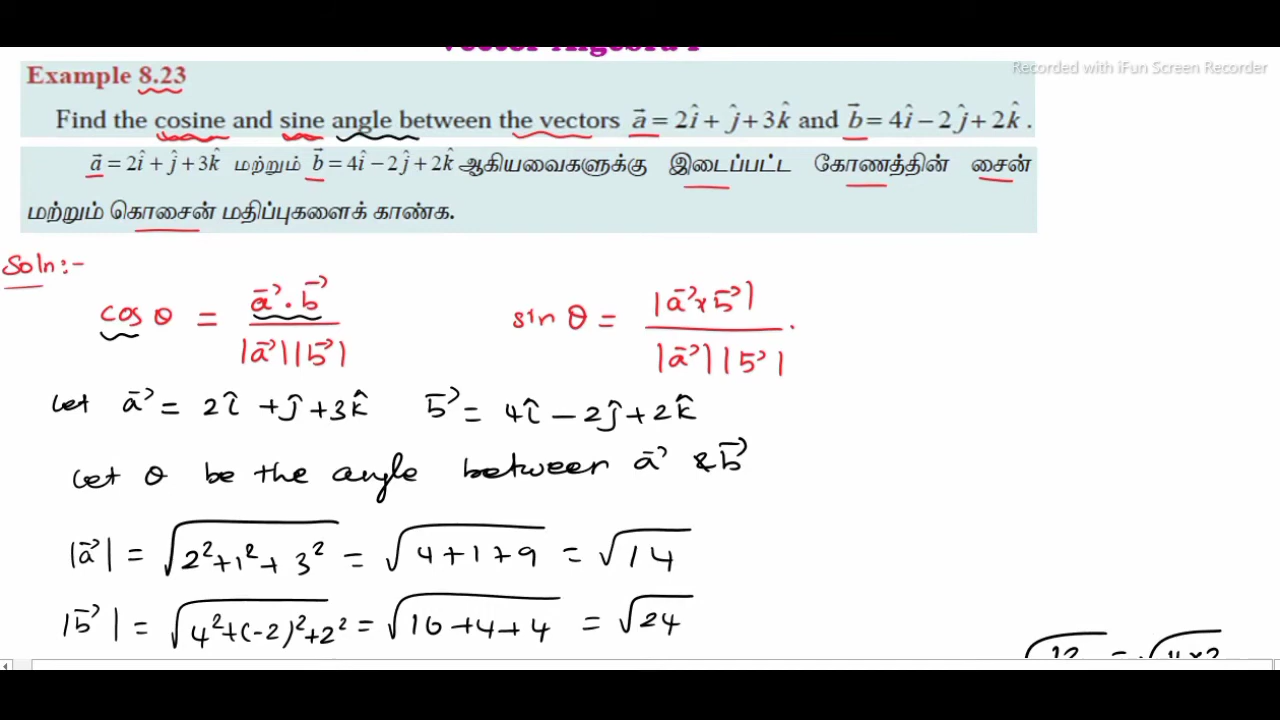 Vector Algebra I
Recorded with iFun Screen Recorder
Example 8.23
Find the cosine and sine angle between the vectors a⃗ = 2î + ĵ + 3k̂ and b⃗ = 4î − 2ĵ + 2k̂ .
a⃗ = 2î + ĵ + 3k̂ மற்றும் b⃗ = 4î − 2ĵ + 2k̂ ஆகியவைகளுக்கு இடைப்பட்ட கோணத்தின் சைன்
மற்றும் கொசைன் மதிப்புகளைக் காண்க.
Soln:-
cos θ = a⃗ · b⃗ / |a⃗| |b⃗| sin θ = |a⃗ × b⃗| / |a⃗| |b⃗| .
Let a⃗ = 2î + ĵ + 3k̂ b⃗ = 4î − 2ĵ + 2k̂
Let θ be the angle between a⃗ & b⃗
|a⃗| = √(2² + 1² + 3²) = √(4 + 1 + 9) = √14
|b⃗| = √(4² + (-2)² + 2²) = √(16 + 4 + 4) = √24